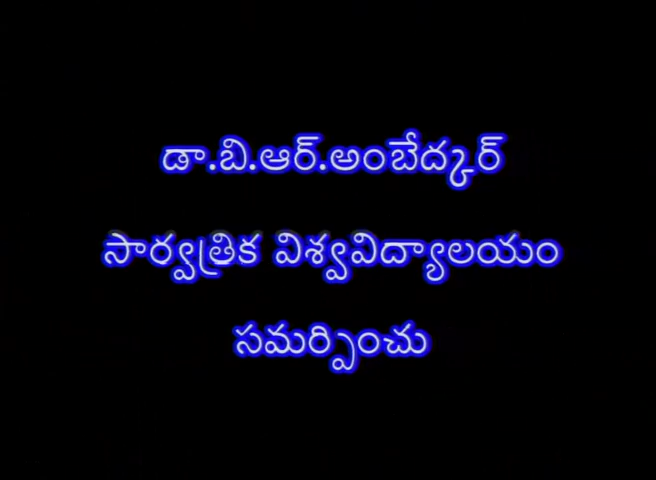 డా.బి.ఆర్.అంబేద్కర్
సార్వత్రిక విశ్వవిద్యాలయం
సమర్పించు